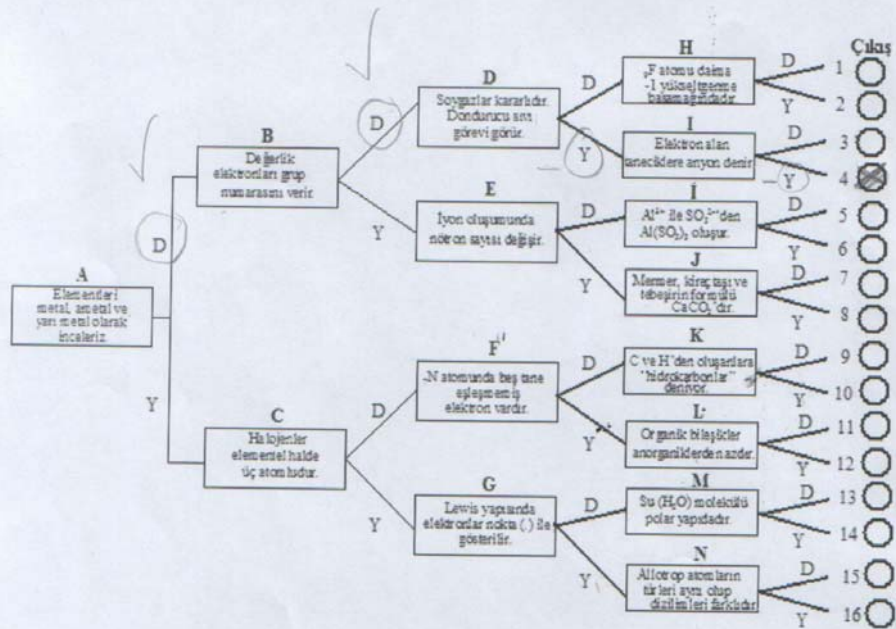 A
Elementleri
metal, ametal ve
yarı metal olarak
inceleriz.
D
Y
B
Değerlik
elektronları grup
numarasını verir.
D
Y
C
Halojenler
elementel halde
üç atomludur.
D
Y
D
Soygazlar kararlıdır.
Dondurucu sıvı
görevi görür.
D
Y
E
İyon oluşumunda
nötron sayısı değişir.
D
Y
F
N atomunda beş tane
eşleşmemiş
elektron vardır.
D
Y
G
Lewis yapısında
elektronlar nokta (.) ile
gösterilir.
D
Y
H
₉F atomu daima
-1 yükseltgenme
basamağındadır.
D
Y
I
Elektron alan
taneciklere anyon denir
D
Y
İ
Al³⁺ ile SO₃²⁻'den
oluşur.
D
Y
J
Mermer, kireç taşı ve
tebeşirin formülü
CaCO₃'dır.
D
Y
K
C ve H'den oluşanlara
"hidrokarbonlar"
deniyor.
D
Y
L
Organik bileşikler
anorganiklerden azdır.
D
Y
M
Su (H₂O) molekülü
polar yapıdadır.
D
Y
N
Allotrop atomların
türleri aynı olup
dizilimleri farklıdır.
D
Y
Çıkış
1
2
3
4
5
6
7
8
9
10
11
12
13
14
15
16